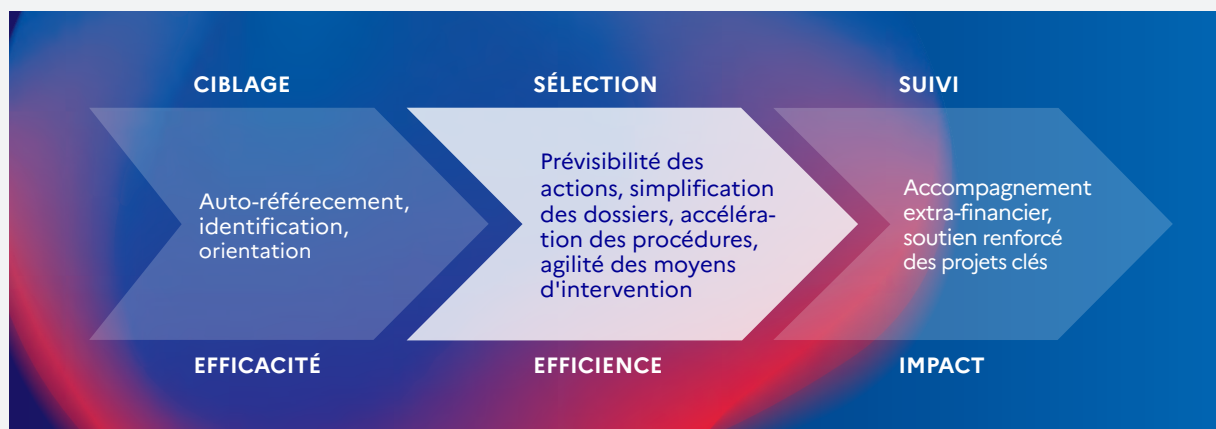 CIBLAGE
Auto-référecement,
identification,
orientation
EFFICACITÉ
SÉLECTION
Prévisibilité des
actions, simplification
des dossiers, accéléra-
tion des procédures,
agilité des moyens
d'intervention
EFFICIENCE
SUIVI
Accompagnement
extra-financier,
soutien renforcé
des projets clés
IMPACT